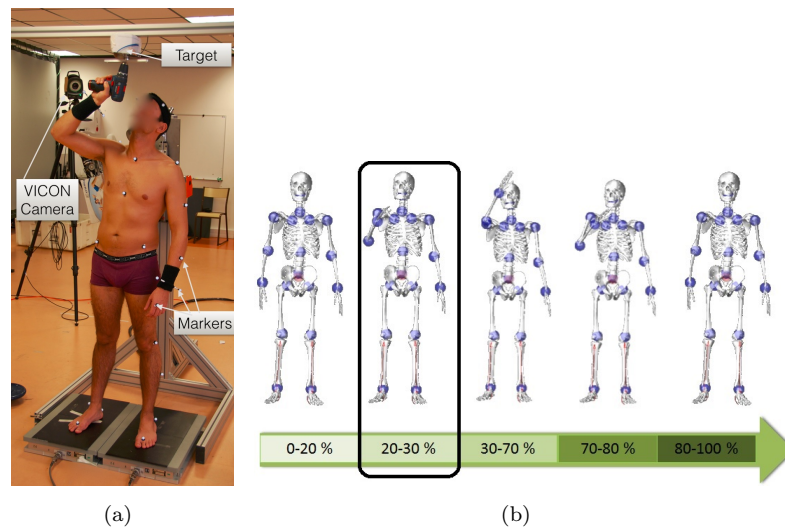 Target
VICON
Camera
Markers
0-20 %
20-30 %
30-70 %
70-80 %
80-100 %
(a)
(b)